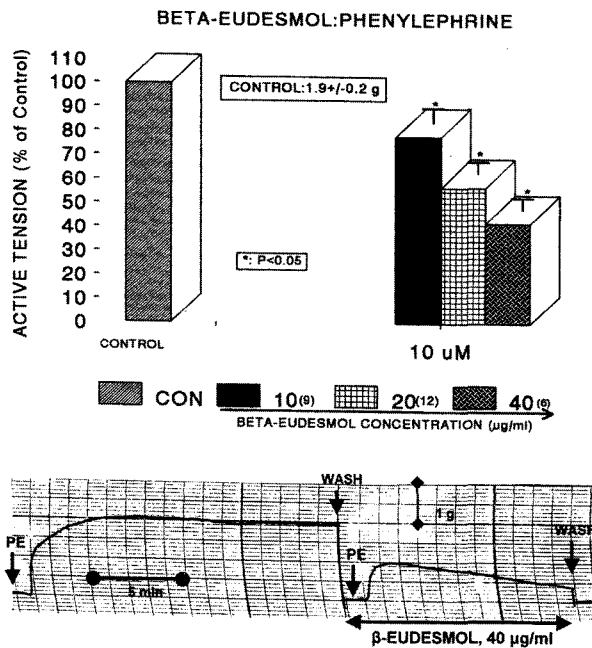 BETA-EUDESMOL:PHENYLEPHRINE
ACTIVE TENSION (% of Control)
110
100
90
80
70
60
50
40
30
20
10
0
CONTROL:1.9+/-0.2 g
*
*
*
*: P<0.05
CONTROL
10 uM
CON 10(9) 20(12) 40(6)
BETA-EUDESMOL CONCENTRATION (µg/ml)
WASH
1 g
PE
WASH
PE
5 min
β-EUDESMOL, 40 µg/ml